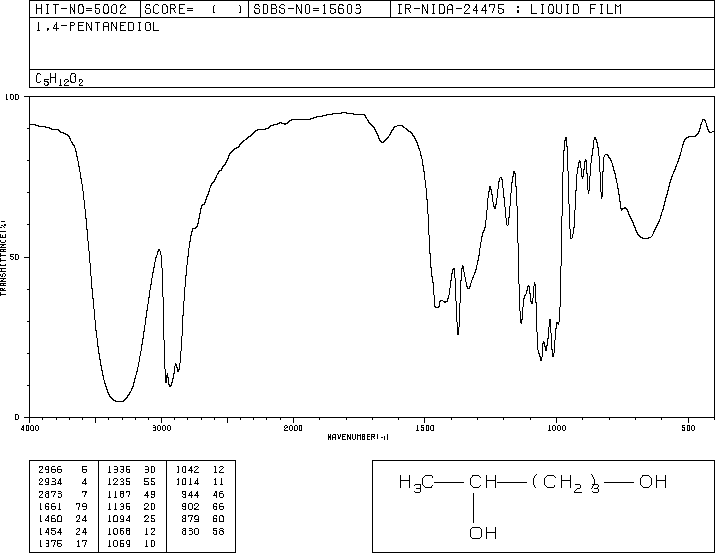 HIT-NO=5002 SCORE= ( ) SDBS-NO=15603 IR-NIDA-24475 : LIQUID FILM
1,4-PENTANEDIOL
C5H12O2
100
50
0
TRANSMITTANCE(%)
4000 3000 2000 1500 1000 500
WAVENUMBER(-1)
2966 6 1336 30 1042 12
2934 4 1235 55 1014 11
2873 7 1187 49 944 46
1661 79 1136 20 902 66
1460 24 1094 25 879 60
1454 24 1068 12 830 58
1376 17 1059 10
H3C—CH—(CH2)3—OH
OH